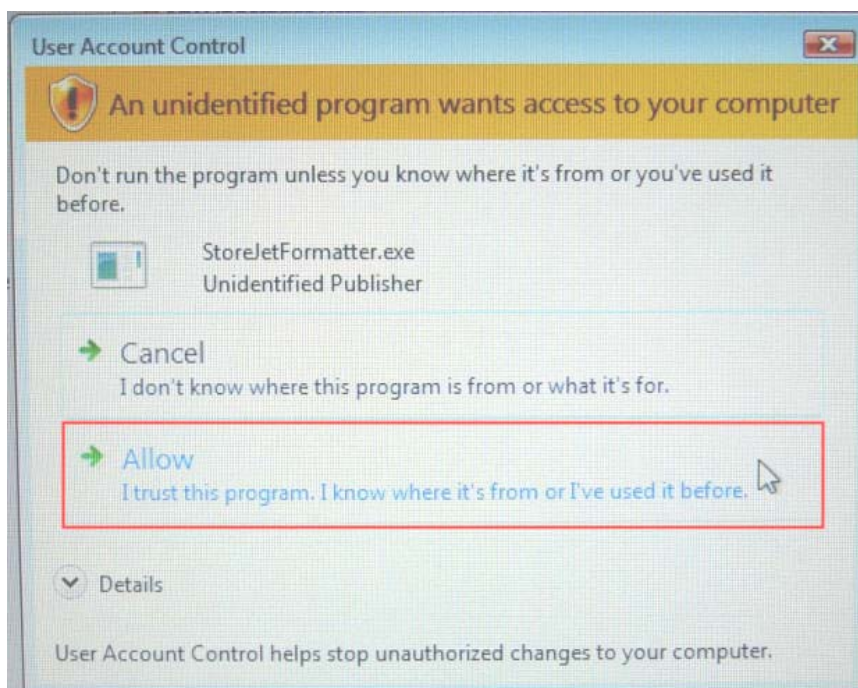 User Account Control
An unidentified program wants access to your computer
Don't run the program unless you know where it's from or you've used it
before.
StoreJetFormatter.exe
Unidentified Publisher
Cancel
I don't know where this program is from or what it's for.
Allow
I trust this program. I know where it's from or I've used it before.
Details
User Account Control helps stop unauthorized changes to your computer.